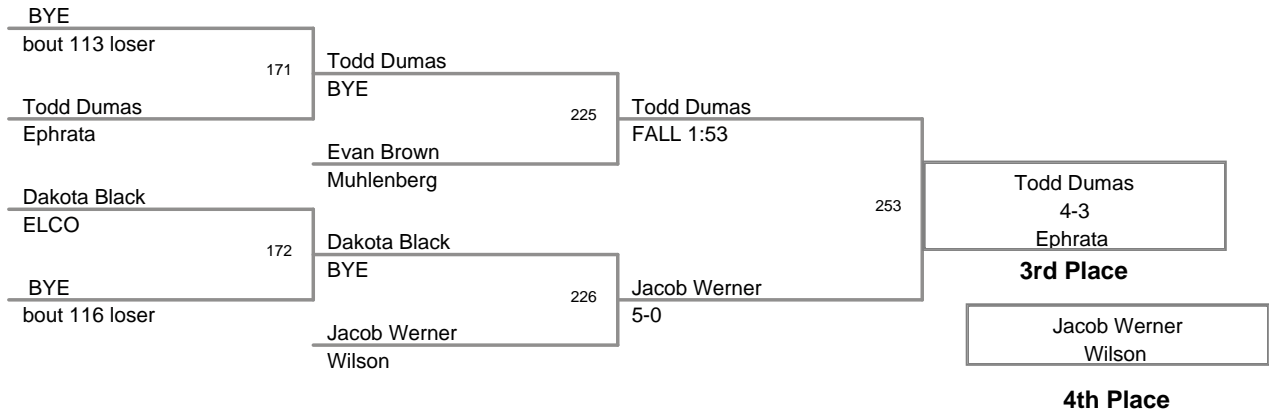 BYE
bout 113 loser
171
Todd Dumas
Ephrata
Dakota Black
ELCO
172
BYE
bout 116 loser
Todd Dumas
BYE
225
Evan Brown
Muhlenberg
Dakota Black
BYE
226
Jacob Werner
Wilson
Todd Dumas
FALL 1:53
253
Jacob Werner
5-0
Todd Dumas
4-3
Ephrata
3rd Place
Jacob Werner
Wilson
4th Place